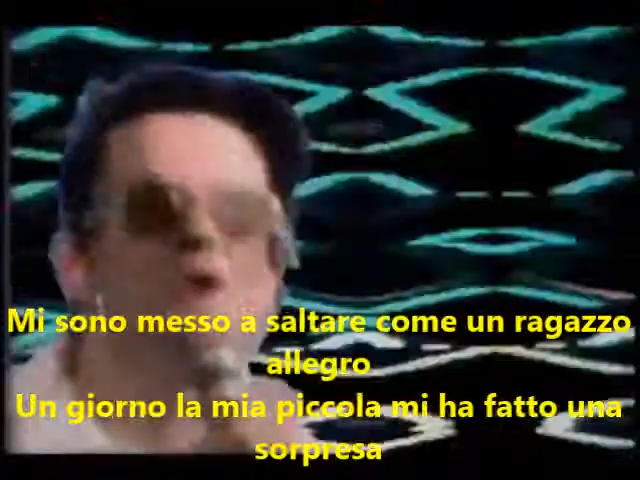 Mi sono messo a saltare come un ragazzo
allegro
Un giorno la mia piccola mi ha fatto una
sorpresa